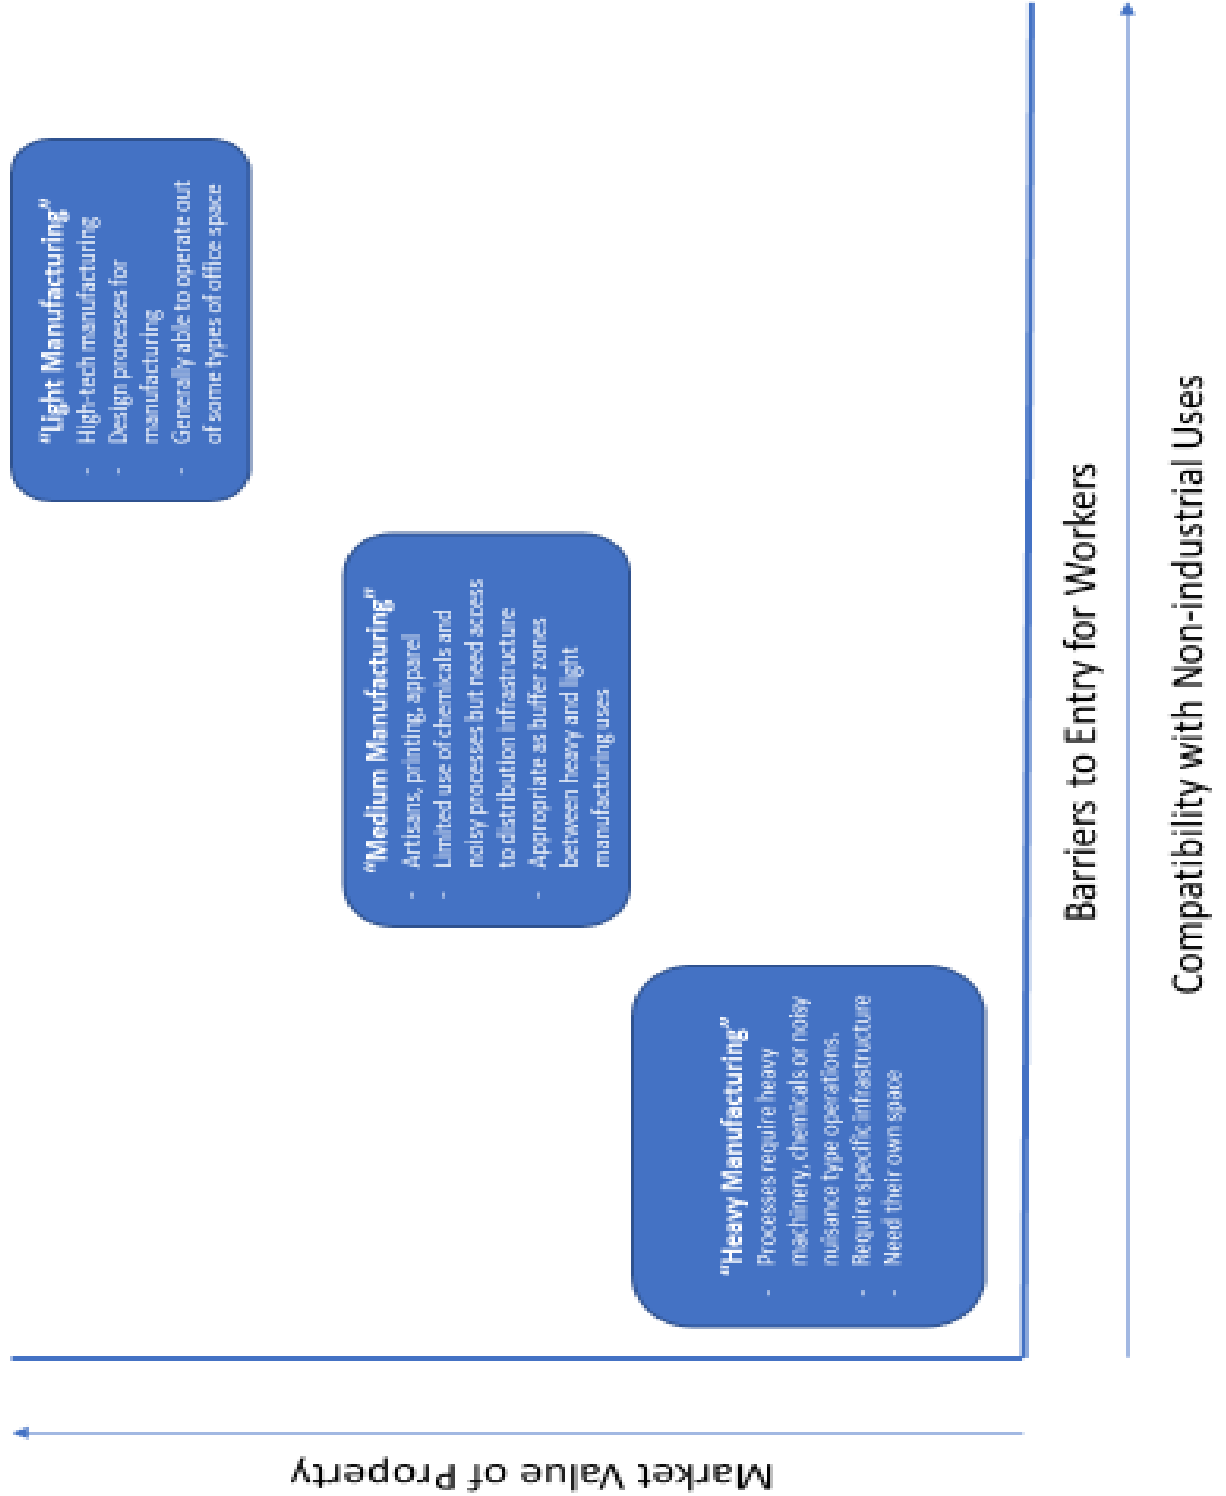 “Light Manufacturing”
- High-tech manufacturing
- Design processes for
manufacturing
- Generally able to operate out
of some types of office space
“Medium Manufacturing”
- Artisans, printing, apparel
- Limited use of chemicals and
noisy processes but need access
to distribution infrastructure
- Appropriate as buffer zones
between heavy and light
manufacturing uses
“Heavy Manufacturing”
- Processes require heavy
machinery, chemicals or noisy
nuisance type operations.
- Require specific infrastructure
- Need their own space
Market Value of Property
Barriers to Entry for Workers
Compatibility with Non-industrial Uses